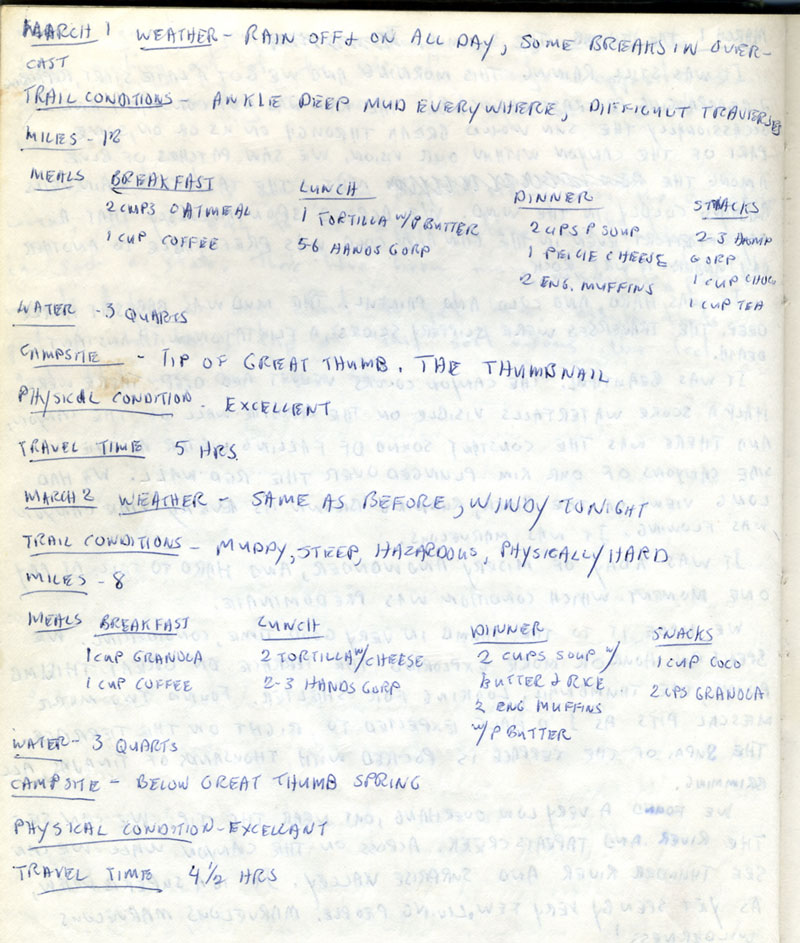 MARCH 1 WEATHER - RAIN OFF + ON ALL DAY, SOME BREAKS IN OVER-
CAST
TRAIL CONDITIONS - ANKLE DEEP MUD EVERYWHERE, DIFFICULT
MILES - 12
MEALS BREAKFAST LUNCH DINNER SNACKS
2 CUPS OATMEAL 1 TORTILLA W/ P BUTTER 2 CUPS P SOUP 2-3
1 CUP COFFEE 5-6 HANDS GORP 1 CHEESE GORP
2 ENG. MUFFINS 1 CUP
1 CUP TEA
WATER - 3 QUARTS
CAMPSITE - TIP OF GREAT THUMB. THE THUMBNAIL
PHYSICAL CONDITION - EXCELLENT
TRAVEL TIME 5 HRS.
MARCH 2 WEATHER - SAME AS BEFORE, WINDY TONIGHT
TRAIL CONDITIONS - MUDDY, STEEP, HAZARDOUS, PHYSICALLY HARD
MILES - 8
MEALS BREAKFAST LUNCH DINNER SNACKS
1 CUP GRANOLA 2 TORTILLA W/ CHEESE 2 CUPS SOUP W/ 1 CUP COCO
1 CUP COFFEE 2-3 HANDS GORP BUTTER & RICE 2 CUPS GRANOLA
2 ENG MUFFINS
W/ P BUTTER
WATER - 3 QUARTS
CAMPSITE - BELOW GREAT THUMB SPRING
PHYSICAL CONDITION - EXCELLANT
TRAVEL TIME 4 1/2 HRS